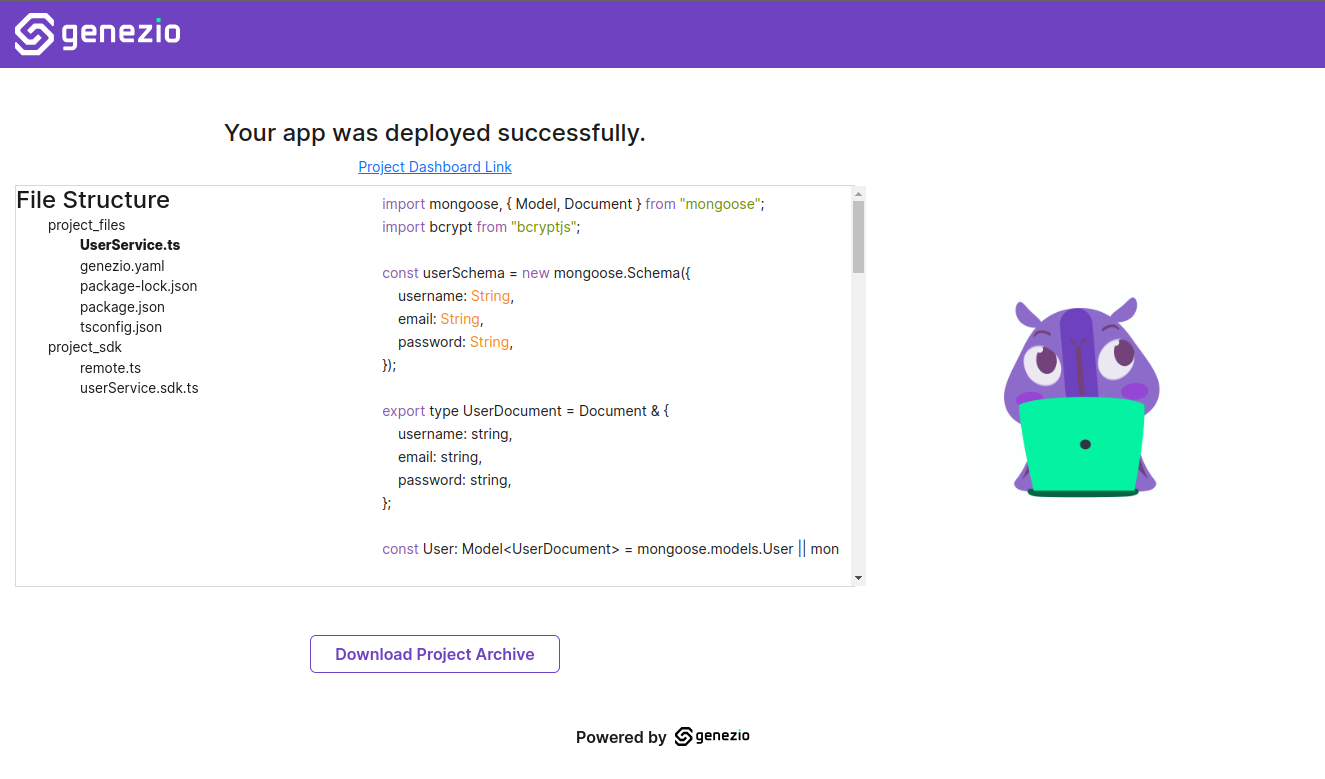 genezio
Your app was deployed successfully.
Project Dashboard Link
File Structure
project_files
UserService.ts
genezio.yaml
package-lock.json
package.json
tsconfig.json
project_sdk
remote.ts
userService.sdk.ts
import mongoose, { Model, Document } from "mongoose";
import bcrypt from "bcryptjs";
const userSchema = new mongoose.Schema({
username: String,
email: String,
password: String,
});
export type UserDocument = Document & {
username: string,
email: string,
password: string,
};
const User: Model<UserDocument> = mongoose.models.User || mon
Download Project Archive
Powered by genezio